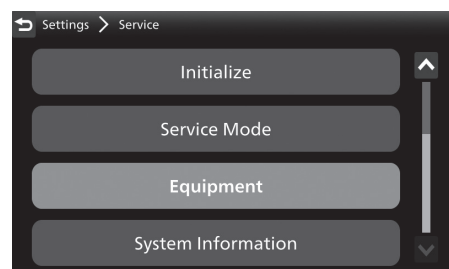 Settings > Service
Initialize
Service Mode
Equipment
System Information